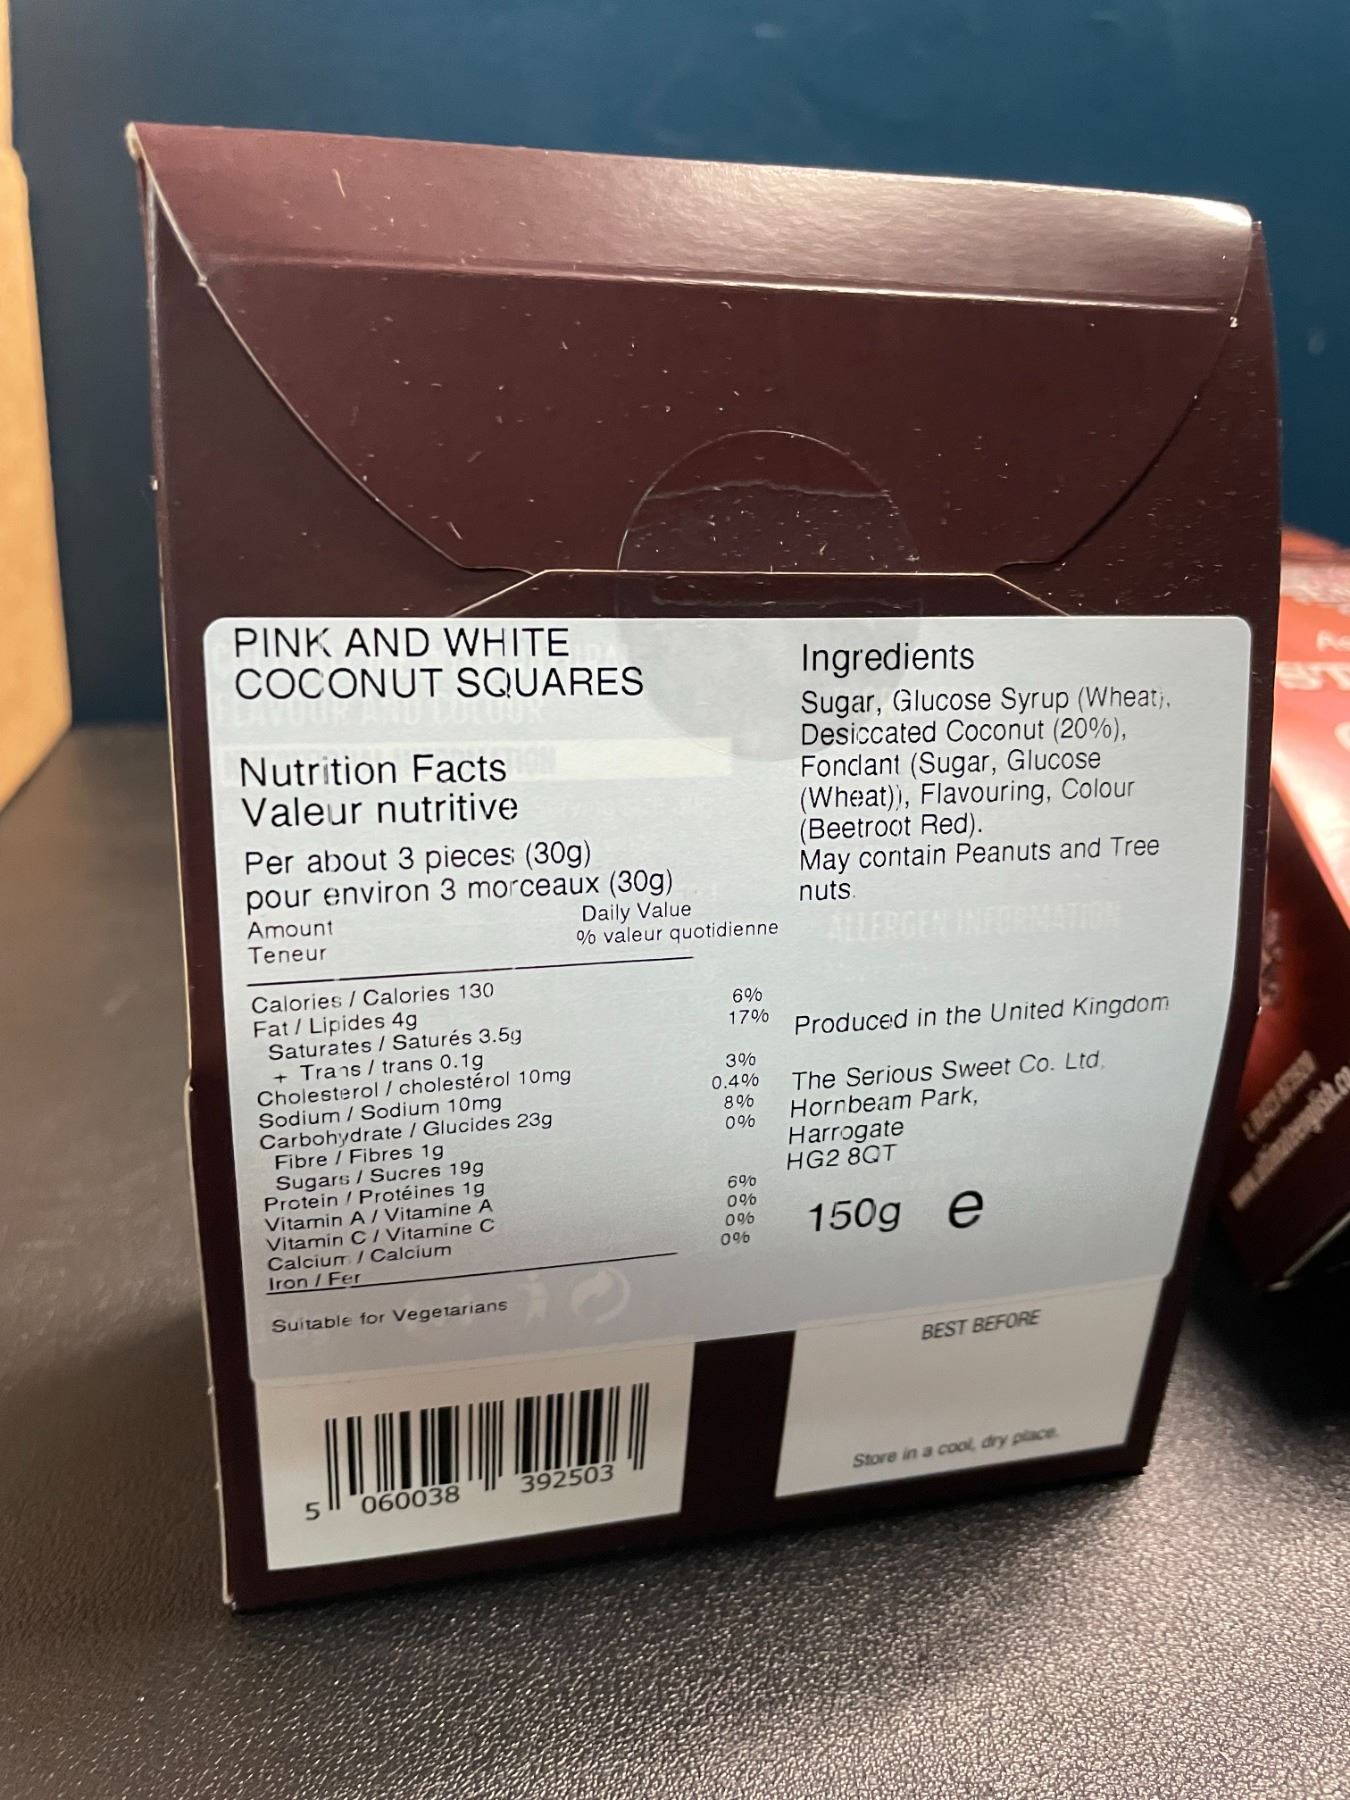 PINK AND WHITE
COCONUT SQUARES
Nutrition Facts
Valeur nutritive
Per about 3 pieces (30g)
pour environ 3 morceaux (30g)
Amount Daily Value
Teneur % valeur quotidienne
Calories / Calories 130
Fat / Lipides 4g 6%
Saturates / Saturés 3.5g 17%
+ Trans / trans 0.1g
Cholesterol / cholestérol 10mg 3%
Sodium / Sodium 10mg 0.4%
Carbohydrate / Glucides 23g 8%
Fibre / Fibres 1g 0%
Sugars / Sucres 19g
Protein / Protéines 1g
Vitamin A / Vitamine A 6%
Vitamin C / Vitamine C 0%
Calcium / Calcium 0%
Iron / Fer 0%
Suitable for Vegetarians
5 060038 392503
Ingredients
Sugar, Glucose Syrup (Wheat),
Desiccated Coconut (20%),
Fondant (Sugar, Glucose
(Wheat)), Flavouring, Colour
(Beetroot Red).
May contain Peanuts and Tree
nuts.
ALLERGEN INFORMATION
Produced in the United Kingdom
The Serious Sweet Co. Ltd,
Hornbeam Park,
Harrogate
HG2 8QT
150g e
BEST BEFORE
Store in a cool, dry place.
2